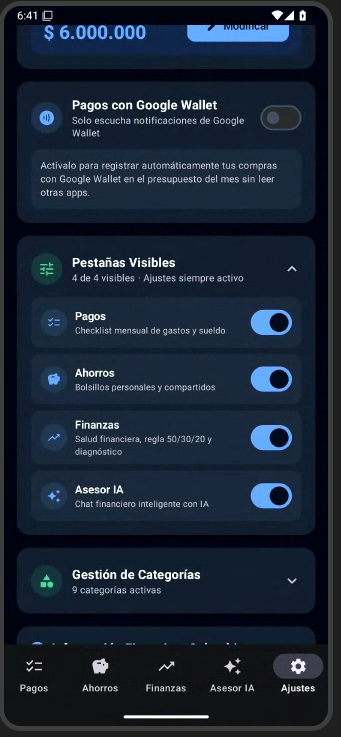 6:41
$ 6.000.000
Modificar
Pagos con Google Wallet
Solo escucha notificaciones de Google
Wallet
Actívalo para registrar automáticamente tus compras
con Google Wallet en el presupuesto del mes sin leer
otras apps.
Pestañas Visibles
4 de 4 visibles · Ajustes siempre activo
Pagos
Checklist mensual de gastos y sueldo
Ahorros
Bolsillos personales y compartidos
Finanzas
Salud financiera, regla 50/30/20 y
diagnóstico
Asesor IA
Chat financiero inteligente con IA
Gestión de Categorías
9 categorías activas
Pagos
Ahorros
Finanzas
Asesor IA
Ajustes